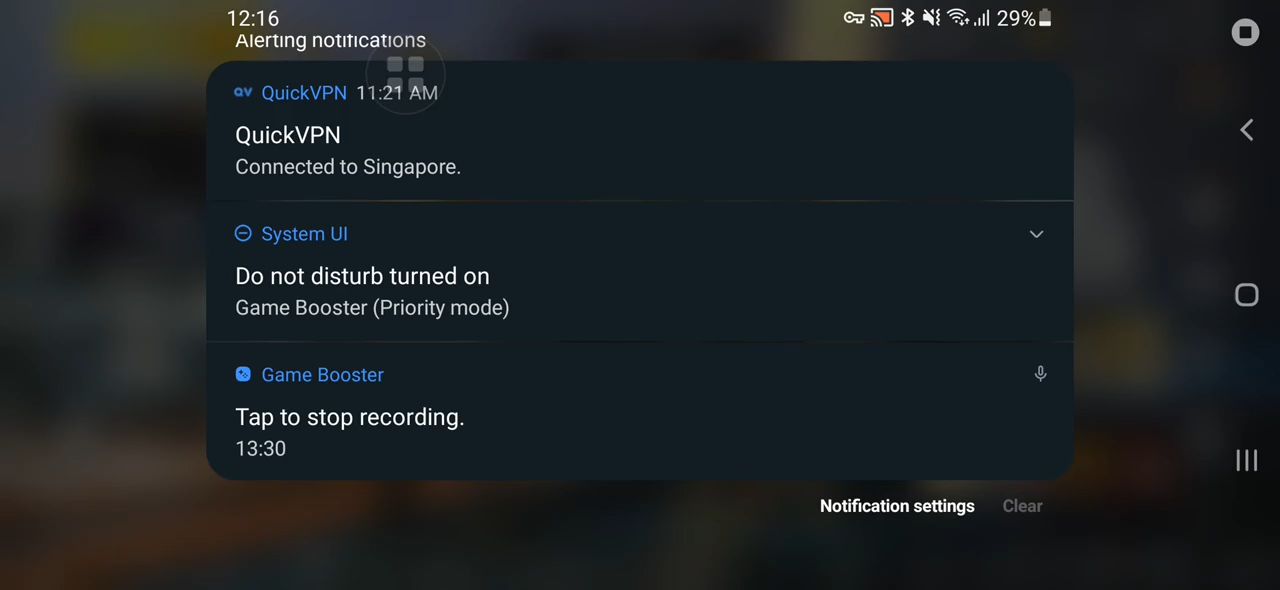 12:16
29%
Alerting notifications
QuickVPN 11:21 AM
QuickVPN
Connected to Singapore.
System UI
Do not disturb turned on
Game Booster (Priority mode)
Game Booster
Tap to stop recording.
13:30
Notification settings
Clear